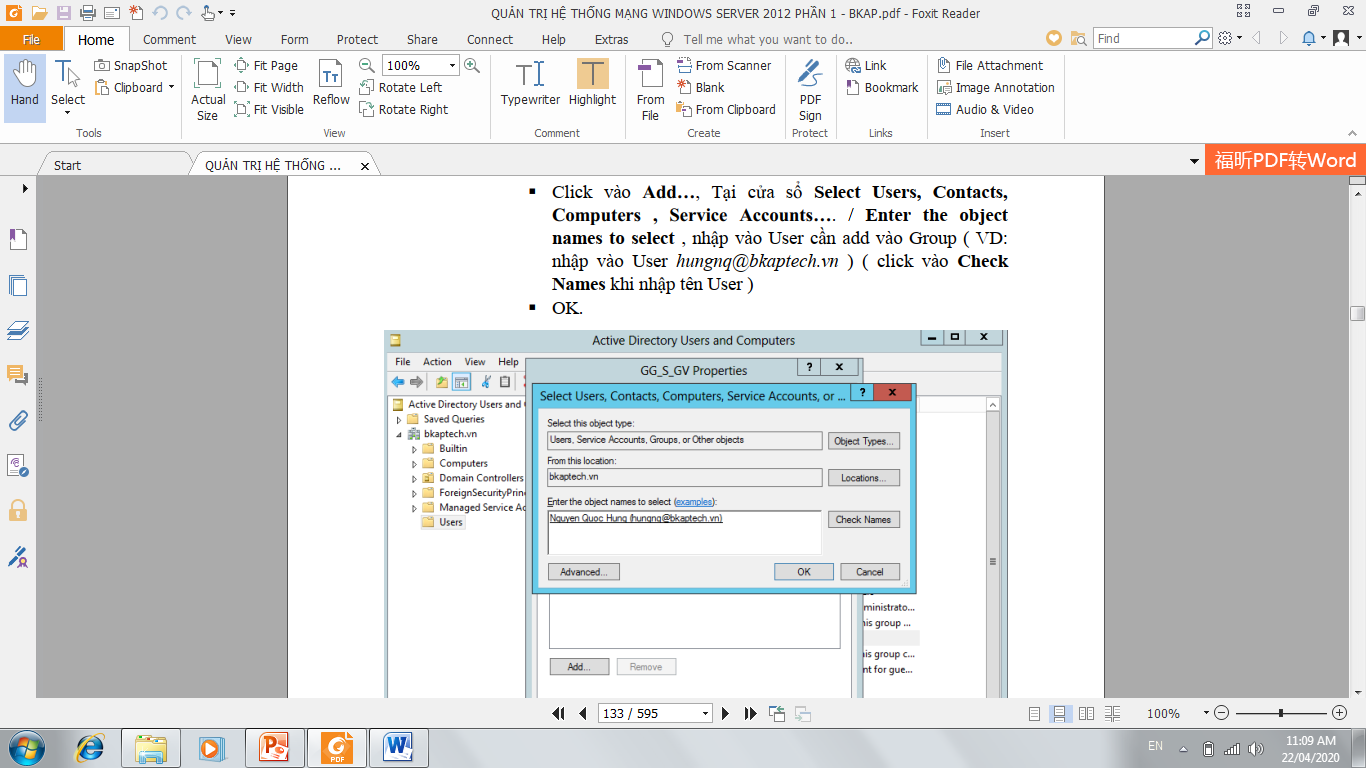 QUẢN TRỊ HỆ THỐNG MẠNG WINDOWS SERVER 2012 PHẦN 1 - BKAP.pdf - Foxit Reader
File Home Comment View Form Protect Share Connect Help Extras Tell me what you want to do.. Find
Hand
Select
SnapShot
Clipboard
Tools
Actual Size
Fit Page
Fit Width
Fit Visible
Reflow
100%
Rotate Left
Rotate Right
View
Typewriter
Highlight
Comment
From File
From Scanner
Blank
From Clipboard
Create
PDF Sign
Protect
Link
Bookmark
Links
File Attachment
Image Annotation
Audio & Video
Insert
Start
QUẢN TRỊ HỆ THỐNG ...
福昕PDF转Word
▪ Click vào Add…, Tại cửa sổ Select Users, Contacts,
Computers , Service Accounts…. / Enter the object
names to select , nhập vào User cần add vào Group ( VD:
nhập vào User hungnq@bkaptech.vn ) ( click vào Check
Names khi nhập tên User )
▪ OK.
Active Directory Users and Computers
File Action View Help
Active Directory Users and C
Saved Queries
bkaptech.vn
Builtin
Computers
Domain Controllers
ForeignSecurityPrin
Managed Service Ac
Users
GG_S_GV Properties
Select Users, Contacts, Computers, Service Accounts, or ...
Select this object type:
Users, Service Accounts, Groups, or Other objects
Object Types...
From this location:
bkaptech.vn
Locations...
Enter the object names to select (examples):
Nguyen Quoc Hung (hungnq@bkaptech.vn)
Check Names
Advanced...
OK
Cancel
ministrato...
his group ...
his group c...
nt for gue...
Add...
Remove
133 / 595
100%
EN
11:09 AM
22/04/2020